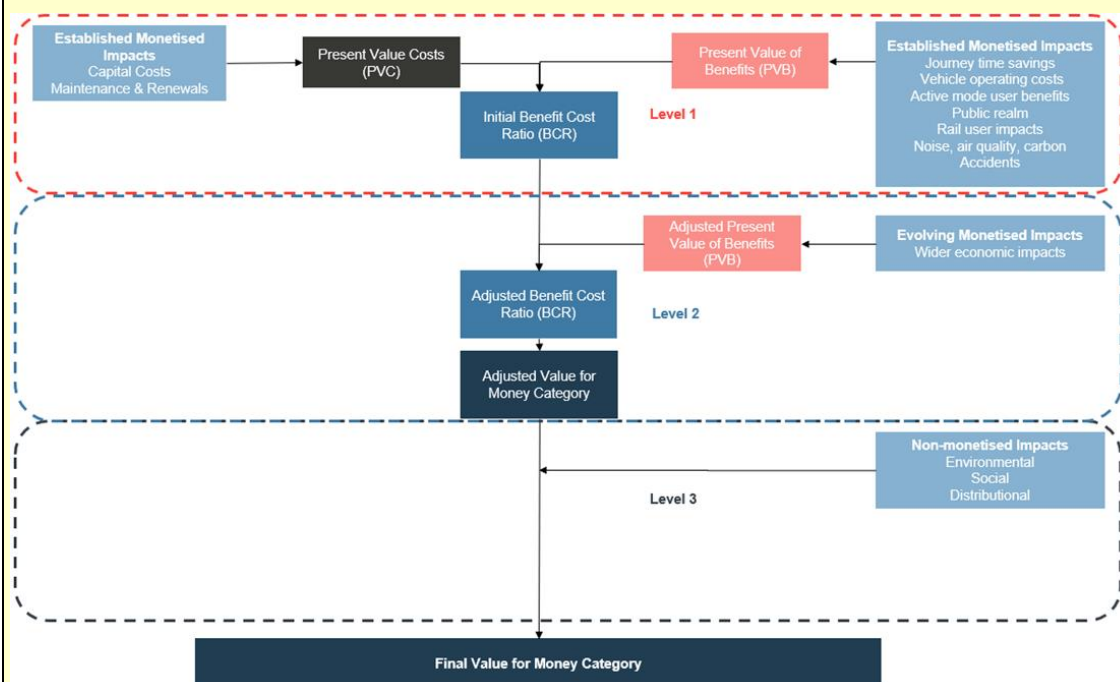 Established Monetised
Impacts
Capital Costs
Maintenance & Renewals
Present Value Costs
(PVC)
Present Value of
Benefits (PVB)
Established Monetised Impacts
Journey time savings
Vehicle operating costs
Active mode user benefits
Public realm
Rail user impacts
Noise, air quality, carbon
Accidents
Initial Benefit Cost
Ratio (BCR)
Level 1
Adjusted Present
Value of Benefits
(PVB)
Evolving Monetised Impacts
Wider economic impacts
Adjusted Benefit Cost
Ratio (BCR)
Level 2
Adjusted Value for
Money Category
Non-monetised Impacts
Environmental
Social
Distributional
Level 3
Final Value for Money Category